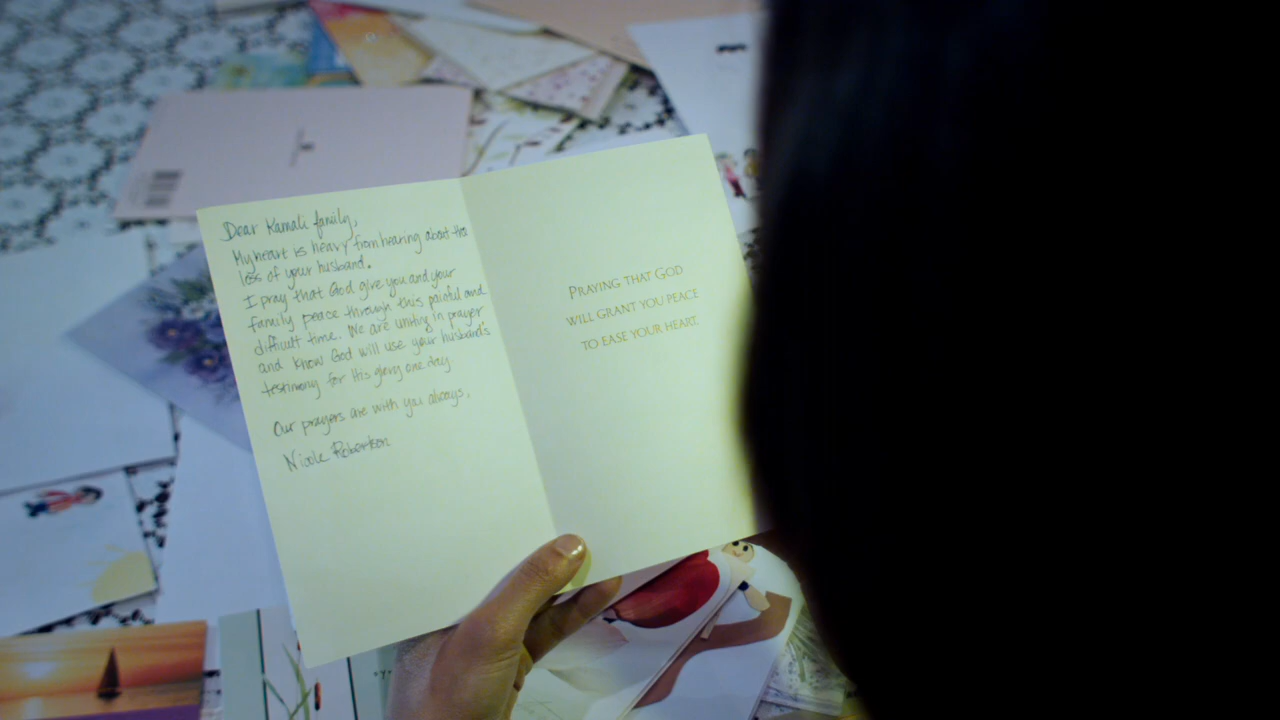 Dear Kamali family,
My heart is heavy from hearing about the
loss of your husband.
I pray that God give you and your
family peace through this painful and
difficult time. We are uniting in prayer
and know God will use your husband's
testimony for His glory one day.
Our prayers are with you always,
Nicole Robertson
PRAYING THAT GOD
WILL GRANT YOU PEACE
TO EASE YOUR HEART.